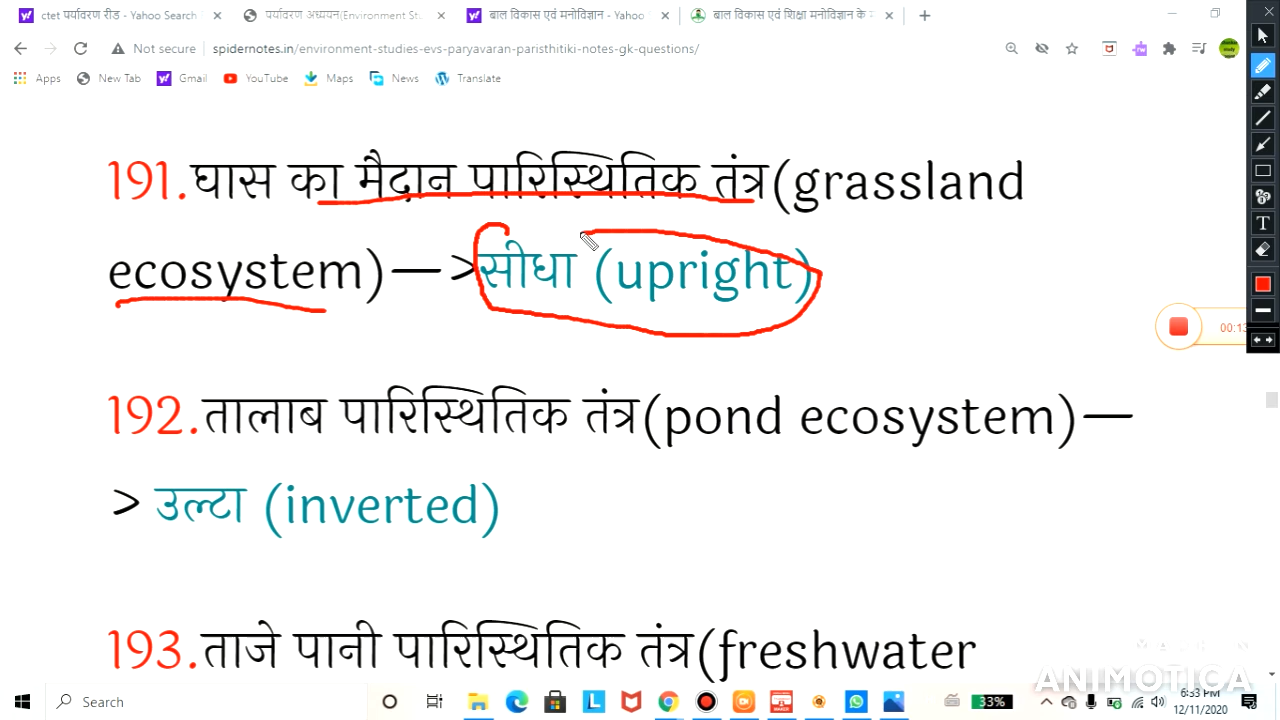 ctet पर्यावरण रीड - Yahoo Search
पर्यावरण अध्ययन(Environment St
बाल विकास एवं मनोविज्ञान - Yahoo
बाल विकास एवं शिक्षा मनोविज्ञान के
Not secure
spidernotes.in/environment-studies-evs-paryavaran-paristhitiki-notes-gk-questions/
Apps
New Tab
Gmail
YouTube
Maps
News
Translate
191.घास का मैदान पारिस्थितिक तंत्र(grassland
ecosystem)—>सीधा (upright)
00:13
192.तालाब पारिस्थितिक तंत्र(pond ecosystem)—
> उल्टा (inverted)
193.ताजे पानी पारिस्थितिक तंत्र(freshwater
ANIMOTICA
Search
33%
6:33 PM
12/11/2020